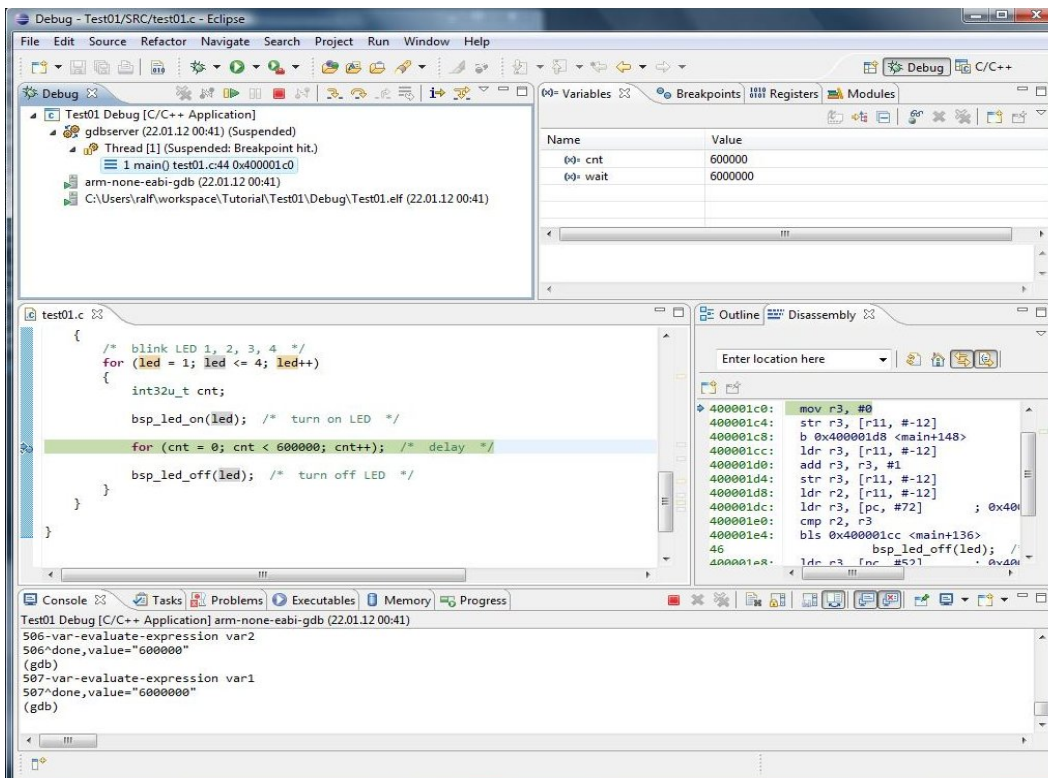 Debug - Test01/SRC/test01.c - Eclipse
File Edit Source Refactor Navigate Search Project Run Window Help
Debug C/C++
Debug
Test01 Debug [C/C++ Application]
gdbserver (22.01.12 00:41) (Suspended)
Thread [1] (Suspended: Breakpoint hit.)
1 main() test01.c:44 0x400001c0
arm-none-eabi-gdb (22.01.12 00:41)
C:\Users\ralf\workspace\Tutorial\Test01\Debug\Test01.elf (22.01.12 00:41)
(x)= Variables Breakpoints Registers Modules
Name Value
(x)= cnt 600000
(x)= wait 6000000
test01.c
{
/* blink LED 1, 2, 3, 4 */
for (led = 1; led <= 4; led++)
{
int32u_t cnt;
bsp_led_on(led); /* turn on LED */
for (cnt = 0; cnt < 600000; cnt++); /* delay */
bsp_led_off(led); /* turn off LED */
}
}
}
Outline Disassembly
Enter location here
400001c0: mov r3, #0
400001c4: str r3, [r11, #-12]
400001c8: b 0x400001d8 <main+148>
400001cc: ldr r3, [r11, #-12]
400001d0: add r3, r3, #1
400001d4: str r3, [r11, #-12]
400001d8: ldr r2, [r11, #-12]
400001dc: ldr r3, [pc, #72] ; 0x400
400001e0: cmp r2, r3
400001e4: bls 0x400001cc <main+136>
46 bsp_led_off(led); /
400001e8: ldr r3, [pc, #52] ; 0x400
Console Tasks Problems Executables Memory Progress
Test01 Debug [C/C++ Application] arm-none-eabi-gdb (22.01.12 00:41)
506-var-evaluate-expression var2
506^done,value="600000"
(gdb)
507-var-evaluate-expression var1
507^done,value="6000000"
(gdb)